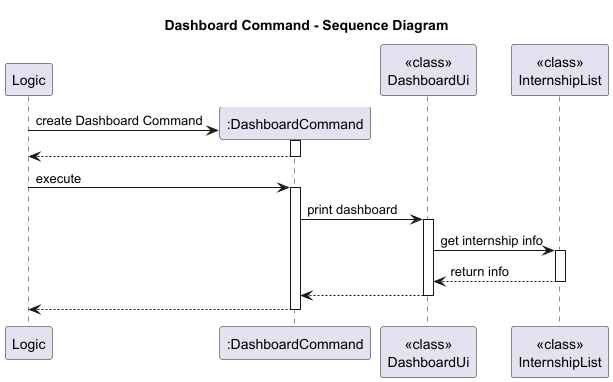 Dashboard Command - Sequence Diagram
Logic
«class»
DashboardUi
«class»
InternshipList
create Dashboard Command
:DashboardCommand
execute
print dashboard
get internship info
return info
Logic
:DashboardCommand
«class»
DashboardUi
«class»
InternshipList